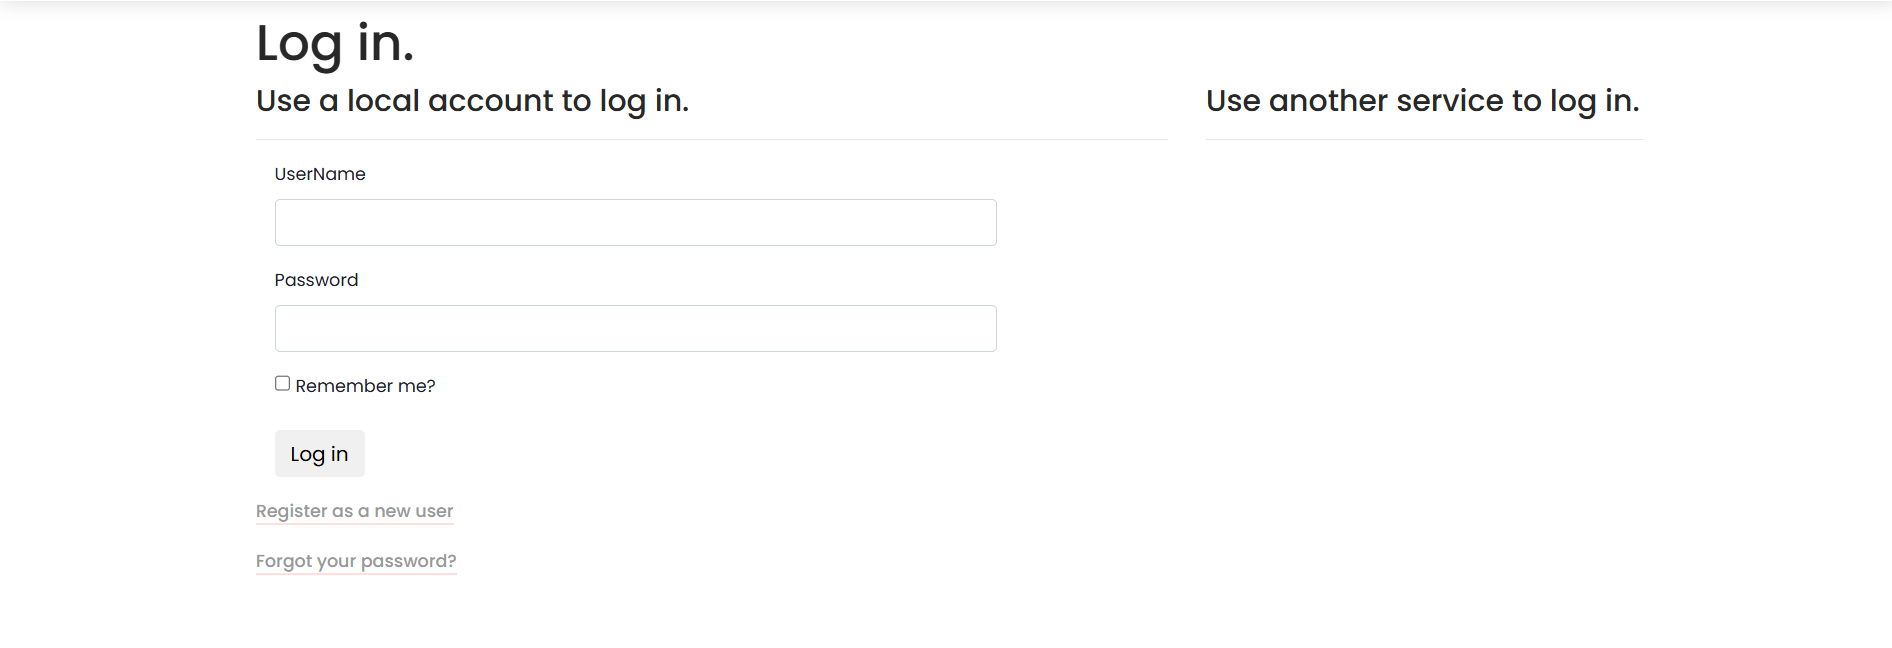 Log in.
Use a local account to log in.
Use another service to log in.
UserName
Password
Remember me?
Log in
Register as a new user
Forgot your password?